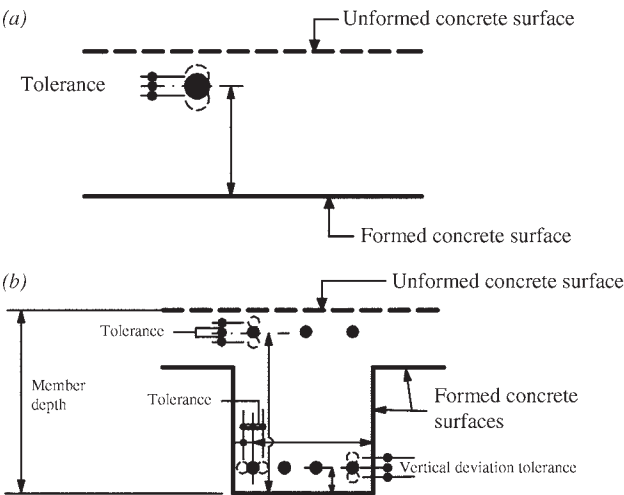 (a)
Unformed concrete surface
Tolerance
Formed concrete surface
(b)
Unformed concrete surface
Tolerance
Member
depth
Tolerance
Formed concrete
surfaces
Vertical deviation tolerance